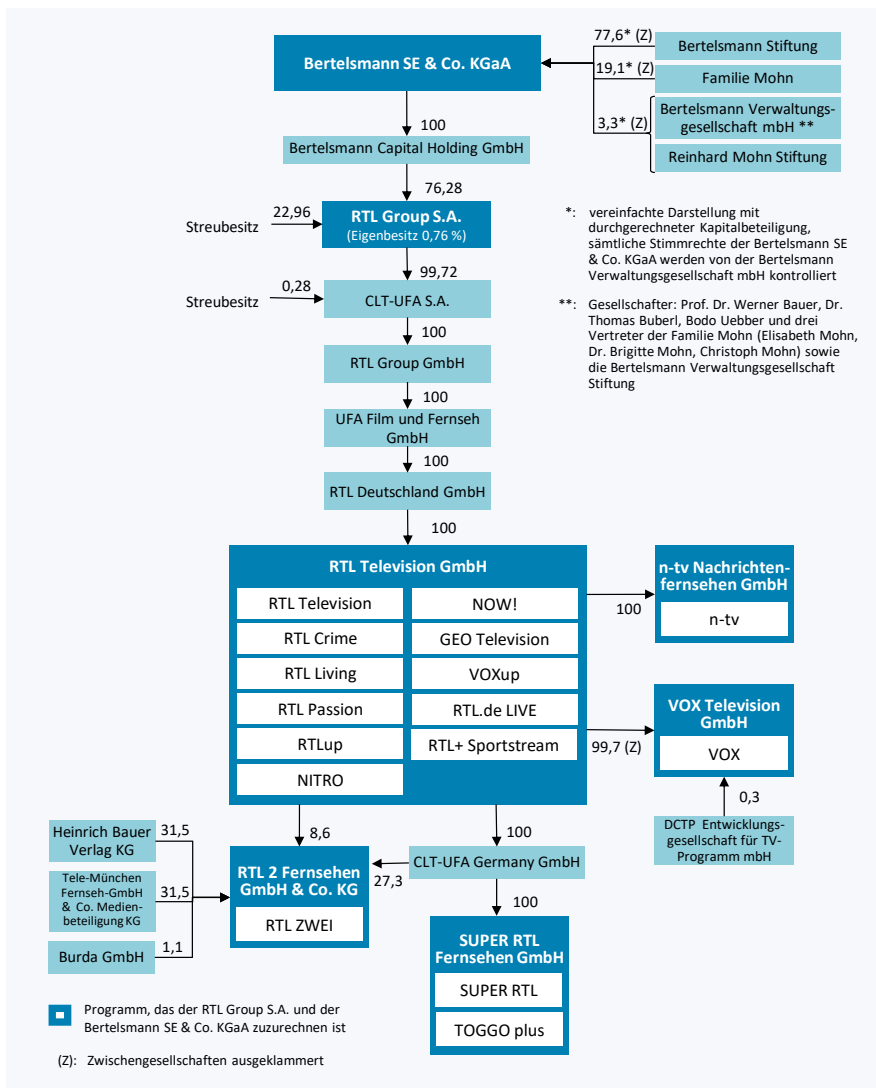 77,6* (Z)
Bertelsmann Stiftung
Bertelsmann SE & Co. KGaA
19,1* (Z)
Familie Mohn
3,3* (Z)
Bertelsmann Verwaltungs-
gesellschaft mbH **
Reinhard Mohn Stiftung
100
Bertelsmann Capital Holding GmbH
76,28
Streubesitz
22,96
RTL Group S.A.
(Eigenbesitz 0,76 %)
*: vereinfachte Darstellung mit
durchgerechneter Kapitalbeteiligung,
sämtliche Stimmrechte der Bertelsmann SE
& Co. KGaA werden von der Bertelsmann
Verwaltungsgesellschaft mbH kontrolliert
**: Gesellschafter: Prof. Dr. Werner Bauer, Dr.
Thomas Buberl, Bodo Uebber und drei
Vertreter der Familie Mohn (Elisabeth Mohn,
Dr. Brigitte Mohn, Christoph Mohn) sowie
die Bertelsmann Verwaltungsgesellschaft
Stiftung
99,72
Streubesitz
0,28
CLT-UFA S.A.
100
RTL Group GmbH
100
UFA Film und Fernseh
GmbH
100
RTL Deutschland GmbH
100
RTL Television GmbH
RTL Television
RTL Crime
RTL Living
RTL Passion
RTLup
NITRO
NOW!
GEO Television
VOXup
RTL.de LIVE
RTL+ Sportstream
100
n-tv Nachrichten-
fernsehen GmbH
n-tv
99,7 (Z)
VOX Television
GmbH
VOX
0,3
DCTP Entwicklungs-
gesellschaft für TV-
Programm mbH
8,6
100
Heinrich Bauer
Verlag KG
31,5
Tele-München
Fernseh-GmbH
& Co. Medien-
beteiligung KG
31,5
Burda GmbH
1,1
RTL 2 Fernsehen
GmbH & Co. KG
RTL ZWEI
27,3
CLT-UFA Germany GmbH
100
SUPER RTL
Fernsehen GmbH
SUPER RTL
TOGGO plus
Programm, das der RTL Group S.A. und der
Bertelsmann SE & Co. KGaA zuzurechnen ist
(Z): Zwischengesellschaften ausgeklammert